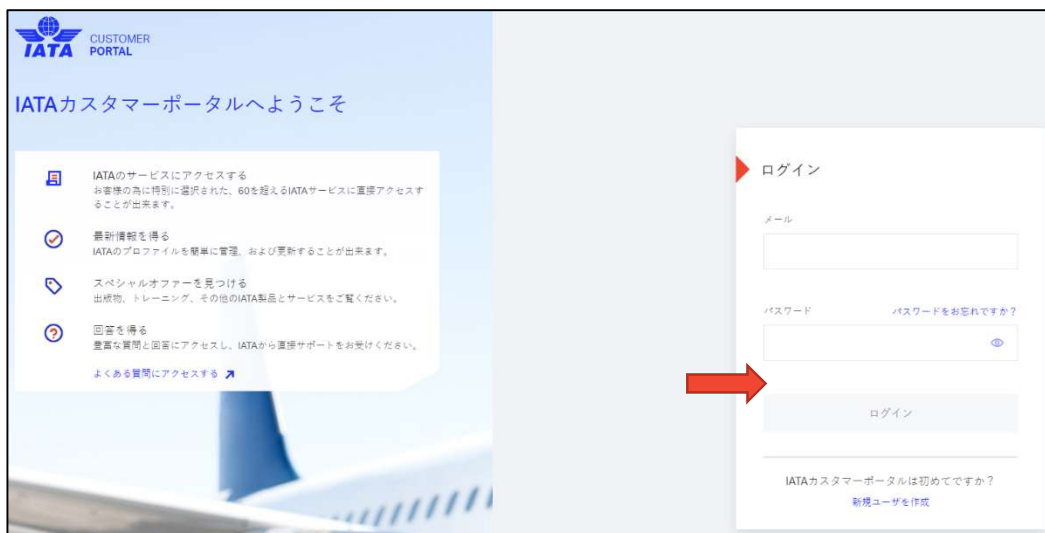 IATA
CUSTOMER
PORTAL
IATAカスタマーポータルへようこそ
IATAのサービスにアクセスする
お客様の為に特別に選択された、60を超えるIATAサービスに直接アクセスす
ることが出来ます。
最新情報を得る
IATAのプロファイルを簡単に管理、および更新することが出来ます。
スペシャルオファーを見つける
出版物、トレーニング、その他のIATA製品とサービスをご覧ください。
回答を得る
豊富な質問と回答にアクセスし、IATAから直接サポートをお受けください。
よくある質問にアクセスする
ログイン
メール
パスワード
パスワードをお忘れですか?
ログイン
IATAカスタマーポータルは初めてですか?
新規ユーザを作成